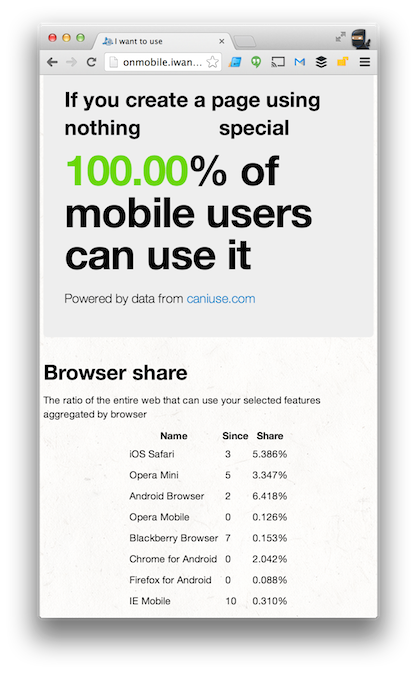 I want to use
onmobile.iwan...
If you create a page using
nothing special
100.00% of
mobile users
can use it
Powered by data from caniuse.com
Browser share
The ratio of the entire web that can use your selected features
aggregated by browser
Name Since Share
iOS Safari 3 5.386%
Opera Mini 5 3.347%
Android Browser 2 6.418%
Opera Mobile 0 0.126%
Blackberry Browser 7 0.153%
Chrome for Android 0 2.042%
Firefox for Android 0 0.088%
IE Mobile 10 0.310%